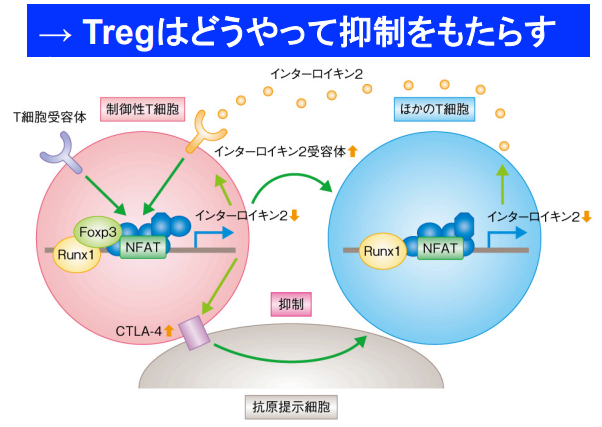 → Tregはどうやって抑制をもたらす
インターロイキン2
制御性T細胞
ほかのT細胞
T細胞受容体
インターロイキン2受容体⬆
インターロイキン2⬇
インターロイキン2⬇
Foxp3
Runx1
NFAT
Runx1
NFAT
抑制
CTLA-4⬆
抗原提示細胞